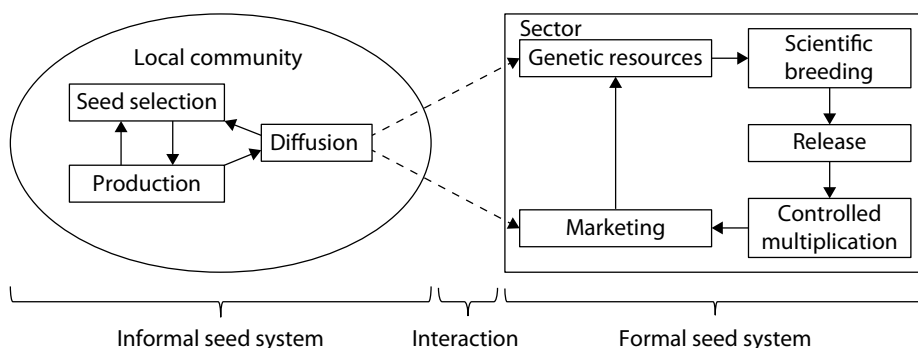 Local community
Seed selection
Production
Diffusion
Sector
Genetic resources
Scientific
breeding
Release
Controlled
multiplication
Marketing
Informal seed system
Interaction
Formal seed system